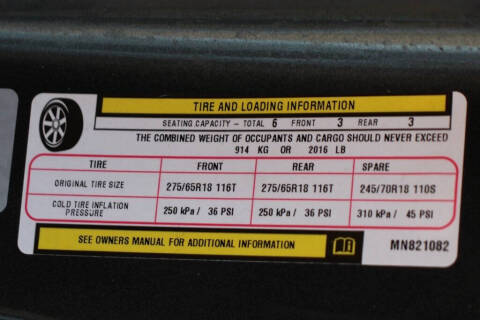 TIRE AND LOADING INFORMATION
SEATING CAPACITY – TOTAL 6 FRONT 3 REAR 3
THE COMBINED WEIGHT OF OCCUPANTS AND CARGO SHOULD NEVER EXCEED
914 KG OR 2016 LB
TIRE FRONT REAR SPARE
ORIGINAL TIRE SIZE 275/65R18 116T 275/65R18 116T 245/70R18 110S
COLD TIRE INFLATION PRESSURE 250 kPa / 36 PSI 250 kPa / 36 PSI 310 kPa / 45 PSI
SEE OWNERS MANUAL FOR ADDITIONAL INFORMATION
MN821082